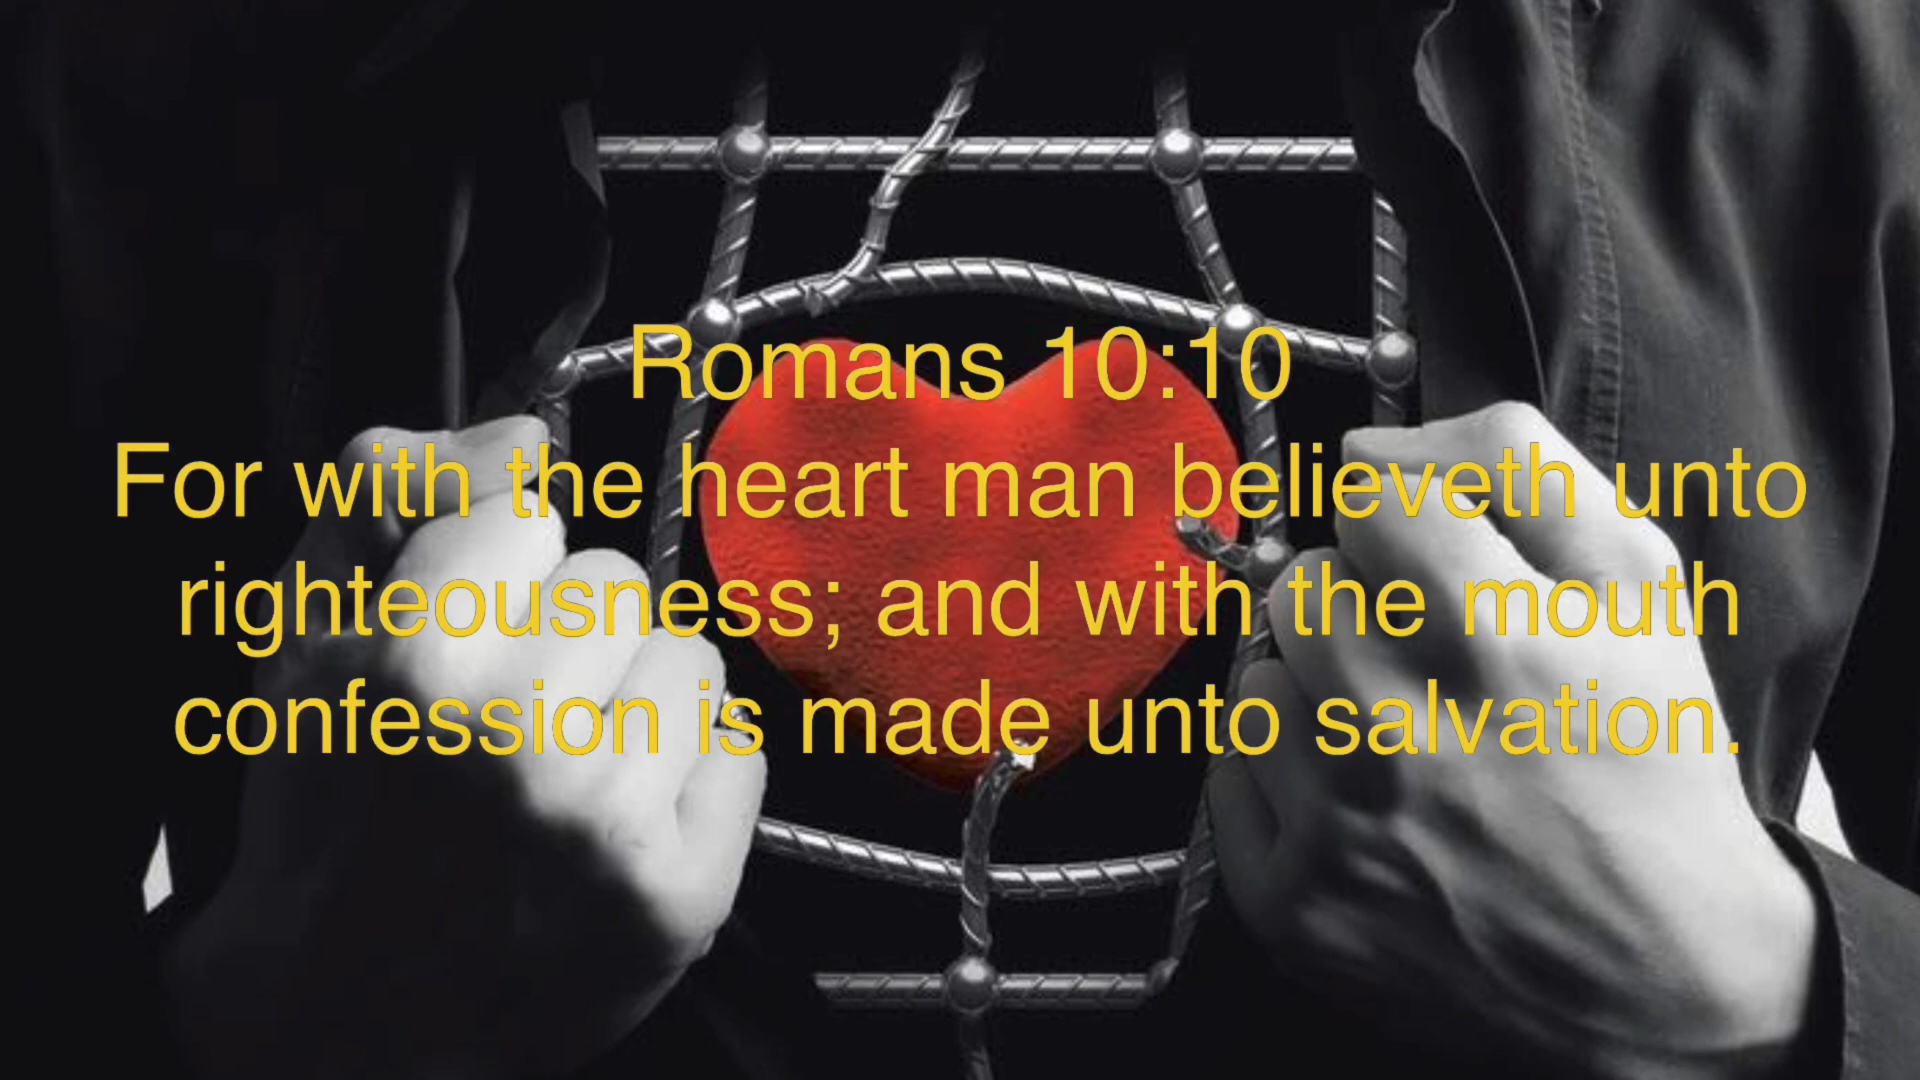 Romans 10:10
For with the heart man believeth unto
righteousness; and with the mouth
confession is made unto salvation.